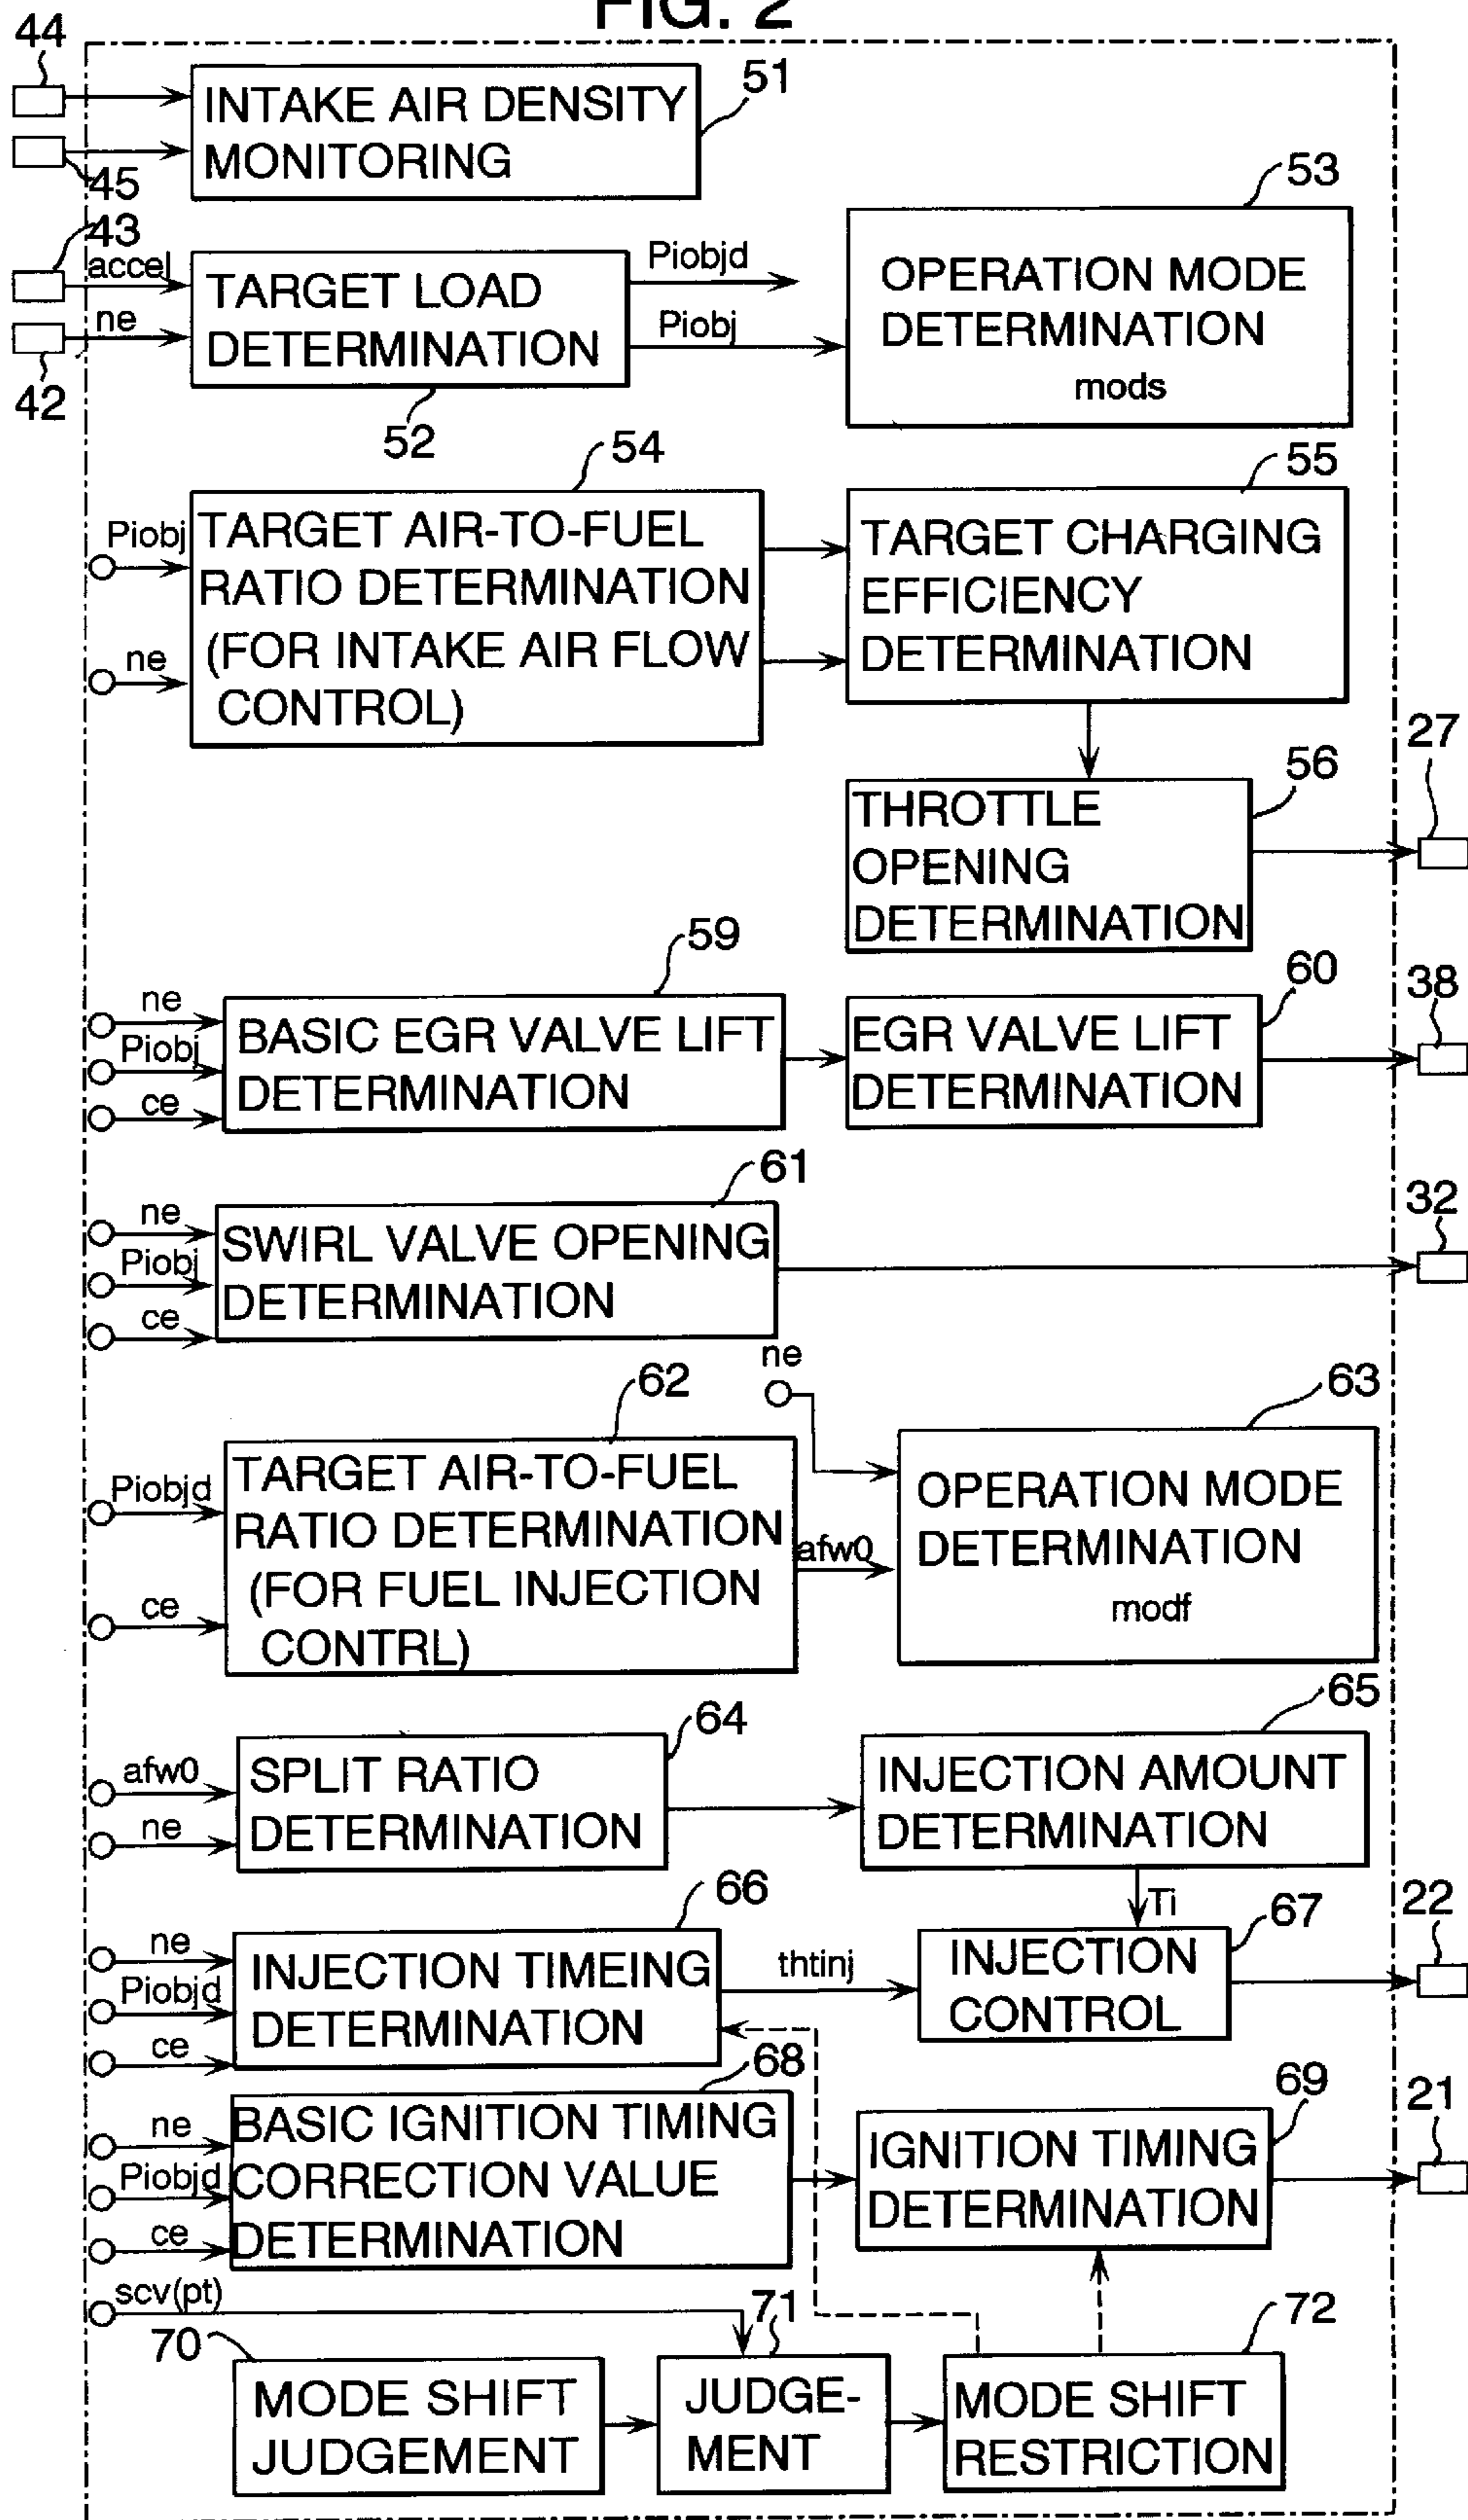 FIG. 2
44
INTAKE AIR DENSITY
MONITORING
51
45
43
accel
ne
42
TARGET LOAD
DETERMINATION
52
Piobjd
Piobj
53
OPERATION MODE
DETERMINATION
mods
54
Piobj
ne
TARGET AIR-TO-FUEL
RATIO DETERMINATION
(FOR INTAKE AIR FLOW
CONTROL)
55
TARGET CHARGING
EFFICIENCY
DETERMINATION
56
THROTTLE
OPENING
DETERMINATION
27
59
ne
Piobj
ce
BASIC EGR VALVE LIFT
DETERMINATION
60
EGR VALVE LIFT
DETERMINATION
38
61
ne
Piobj
ce
SWIRL VALVE OPENING
DETERMINATION
32
62
Piobjd
ce
TARGET AIR-TO-FUEL
RATIO DETERMINATION
(FOR FUEL INJECTION
CONTRL)
ne
afw0
63
OPERATION MODE
DETERMINATION
modf
64
afw0
ne
SPLIT RATIO
DETERMINATION
65
INJECTION AMOUNT
DETERMINATION
Ti
66
ne
Piobjd
ce
INJECTION TIMEING
DETERMINATION
thtinj
67
INJECTION
CONTROL
22
68
ne
Piobjd
ce
BASIC IGNITION TIMING
CORRECTION VALUE
DETERMINATION
69
IGNITION TIMING
DETERMINATION
21
scv(pt)
70
MODE SHIFT
JUDGEMENT
71
JUDGE-
MENT
72
MODE SHIFT
RESTRICTION